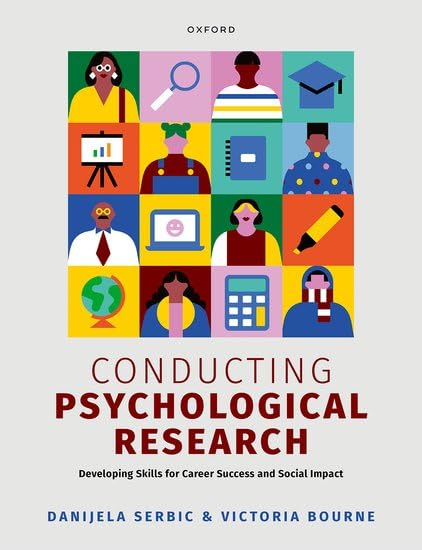 OXFORD
CONDUCTING
PSYCHOLOGICAL
RESEARCH
Developing Skills for Career Success and Social Impact
DANIJELA SERBIC & VICTORIA BOURNE